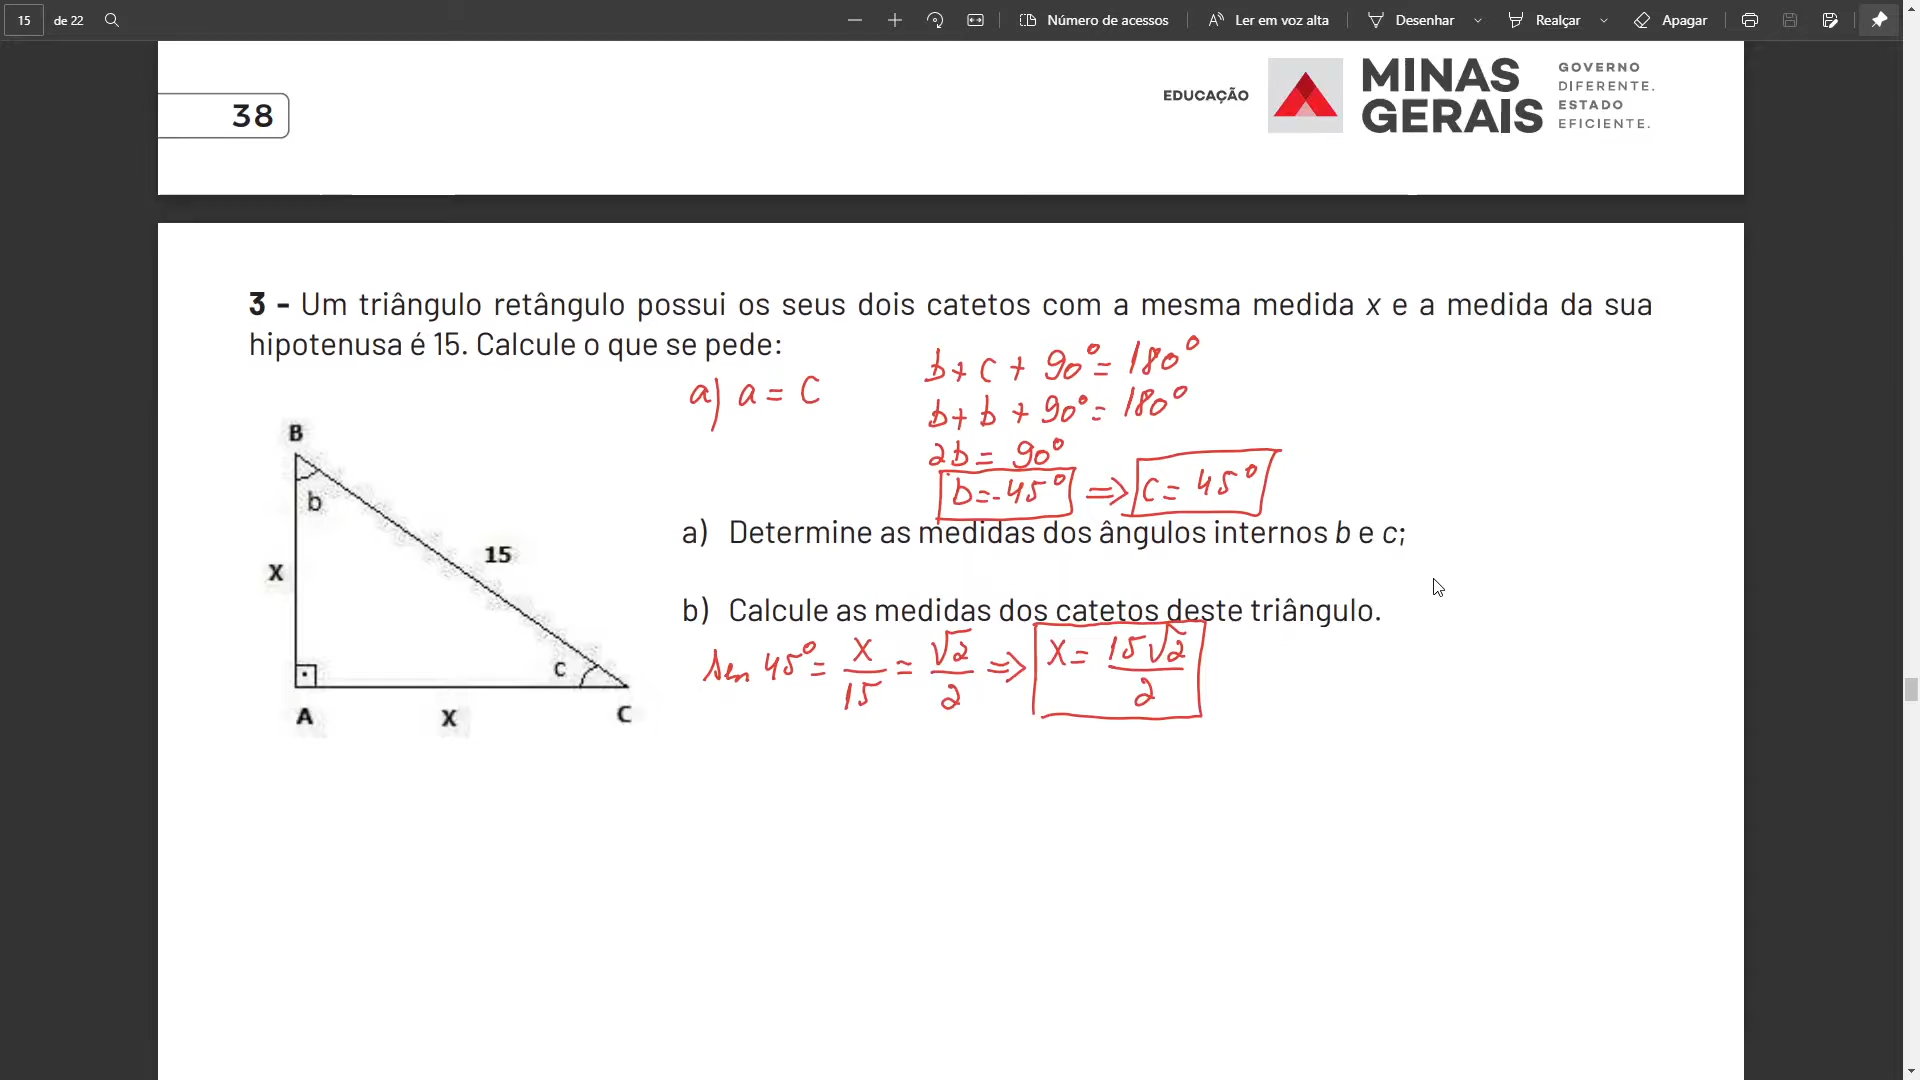 15 de 22 Número de acessos Ler em voz alta Desenhar Realçar Apagar
38
EDUCAÇÃO
MINAS GERAIS
GOVERNO
DIFERENTE.
ESTADO
EFICIENTE.
3 - Um triângulo retângulo possui os seus dois catetos com a mesma medida x e a medida da sua
hipotenusa é 15. Calcule o que se pede:
a) a = c
b + c + 90° = 180°
b + b + 90° = 180°
2b = 90°
b = 45° => c = 45°
B
b
15
X
c
A X C
a) Determine as medidas dos ângulos internos b e c;
b) Calcule as medidas dos catetos deste triângulo.
Sen 45° = x/15 = √2/2 => x = 15√2/2